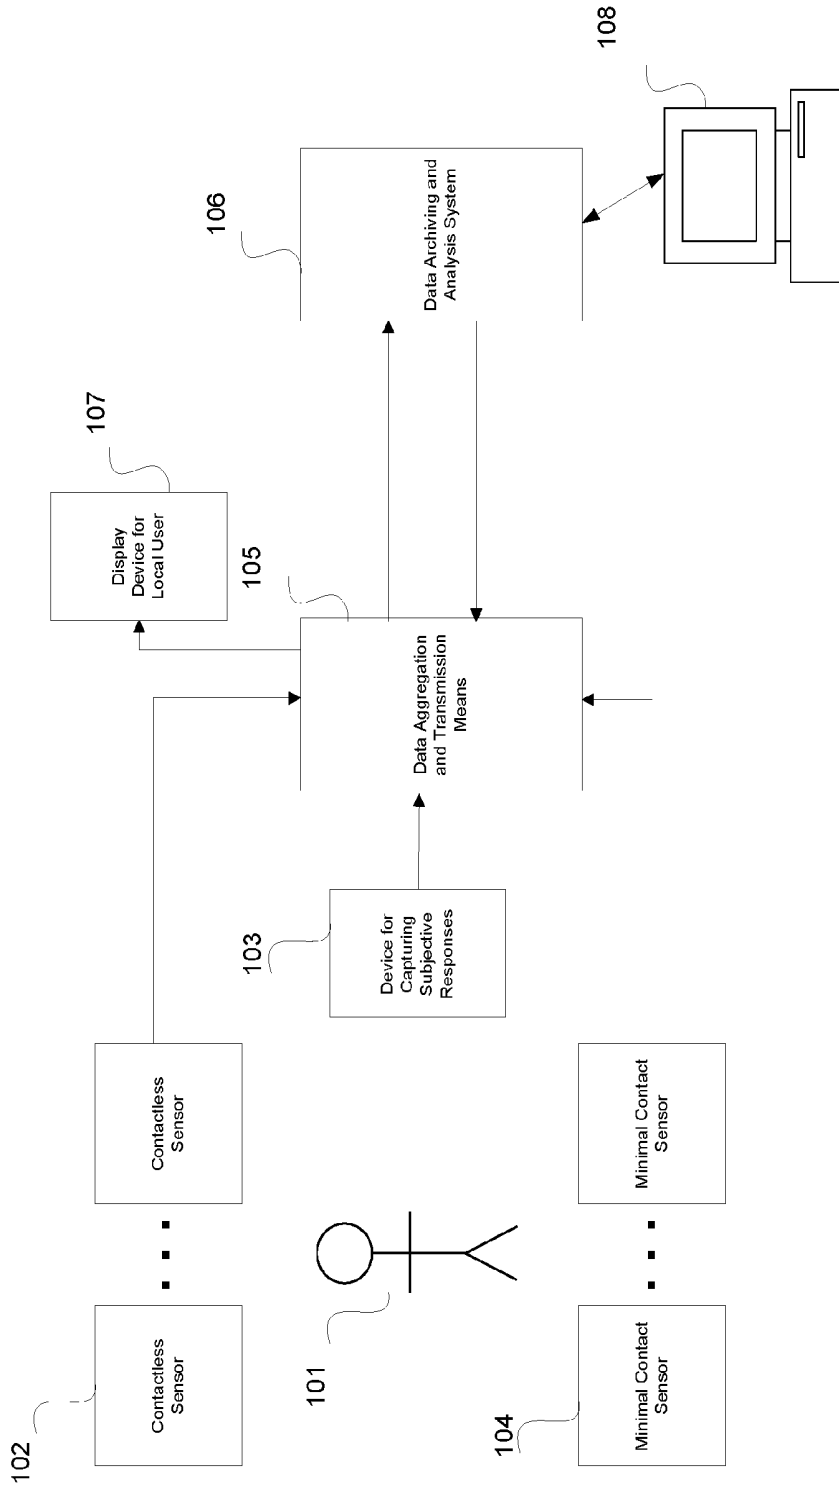 102
Contactless
Sensor
Contactless
Sensor
107
Display
Device for
Local User
101
103
Device for
Capturing
Subjective
Responses
105
Data Aggregation
and Transmission
Means
106
Data Archiving and
Analysis System
104
Minimal Contact
Sensor
Minimal Contact
Sensor
108